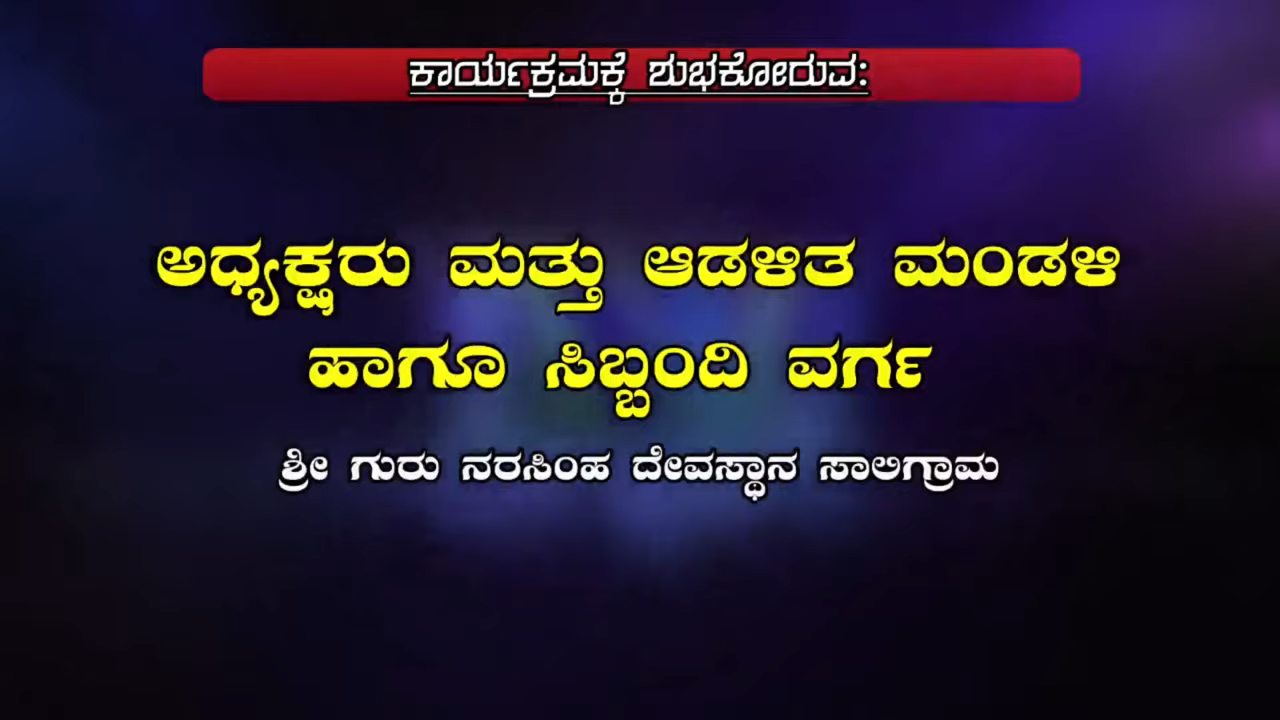 ಕಾರ್ಯಕ್ರಮಕ್ಕೆ ಶುಭಕೋರುವ:
ಅಧ್ಯಕ್ಷರು ಮತ್ತು ಆಡಳಿತ ಮಂಡಳಿ
ಹಾಗೂ ಸಿಬ್ಬಂದಿ ವರ್ಗ
ಶ್ರೀ ಗುರು ನರಸಿಂಹ ದೇವಸ್ಥಾನ ಸಾಲಿಗ್ರಾಮ